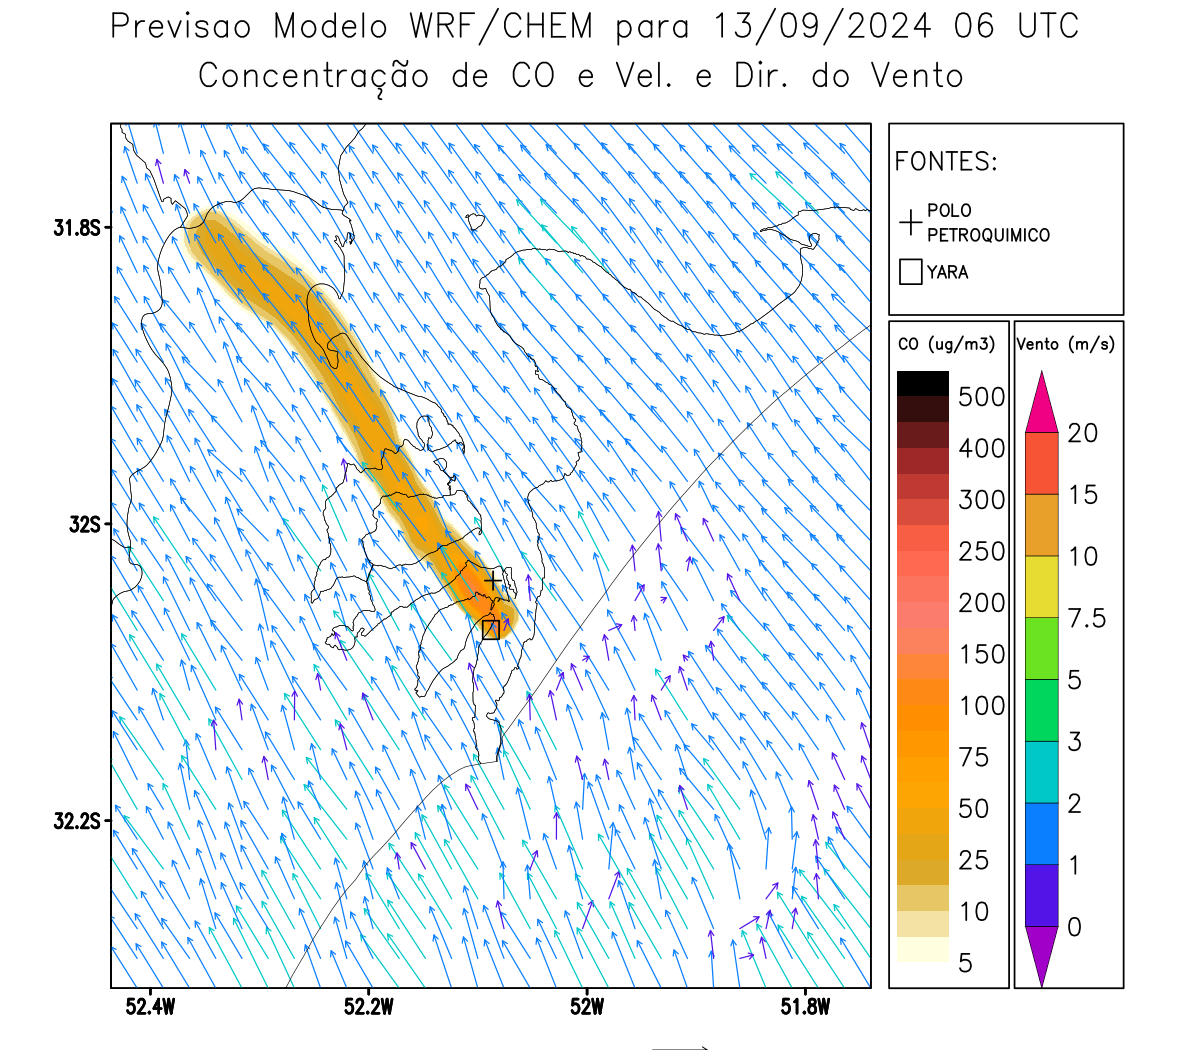 Previsao Modelo WRF/CHEM para 13/09/2024 06 UTC
Concentração de CO e Vel. e Dir. do Vento
FONTES:
POLO
PETROQUIMICO
YARA
31.8S
32S
32.2S
52.4W
52.2W
52W
51.8W
CO (ug/m3)
500
400
300
250
200
150
100
75
50
25
10
5
Vento (m/s)
20
15
10
7.5
5
3
2
1
0